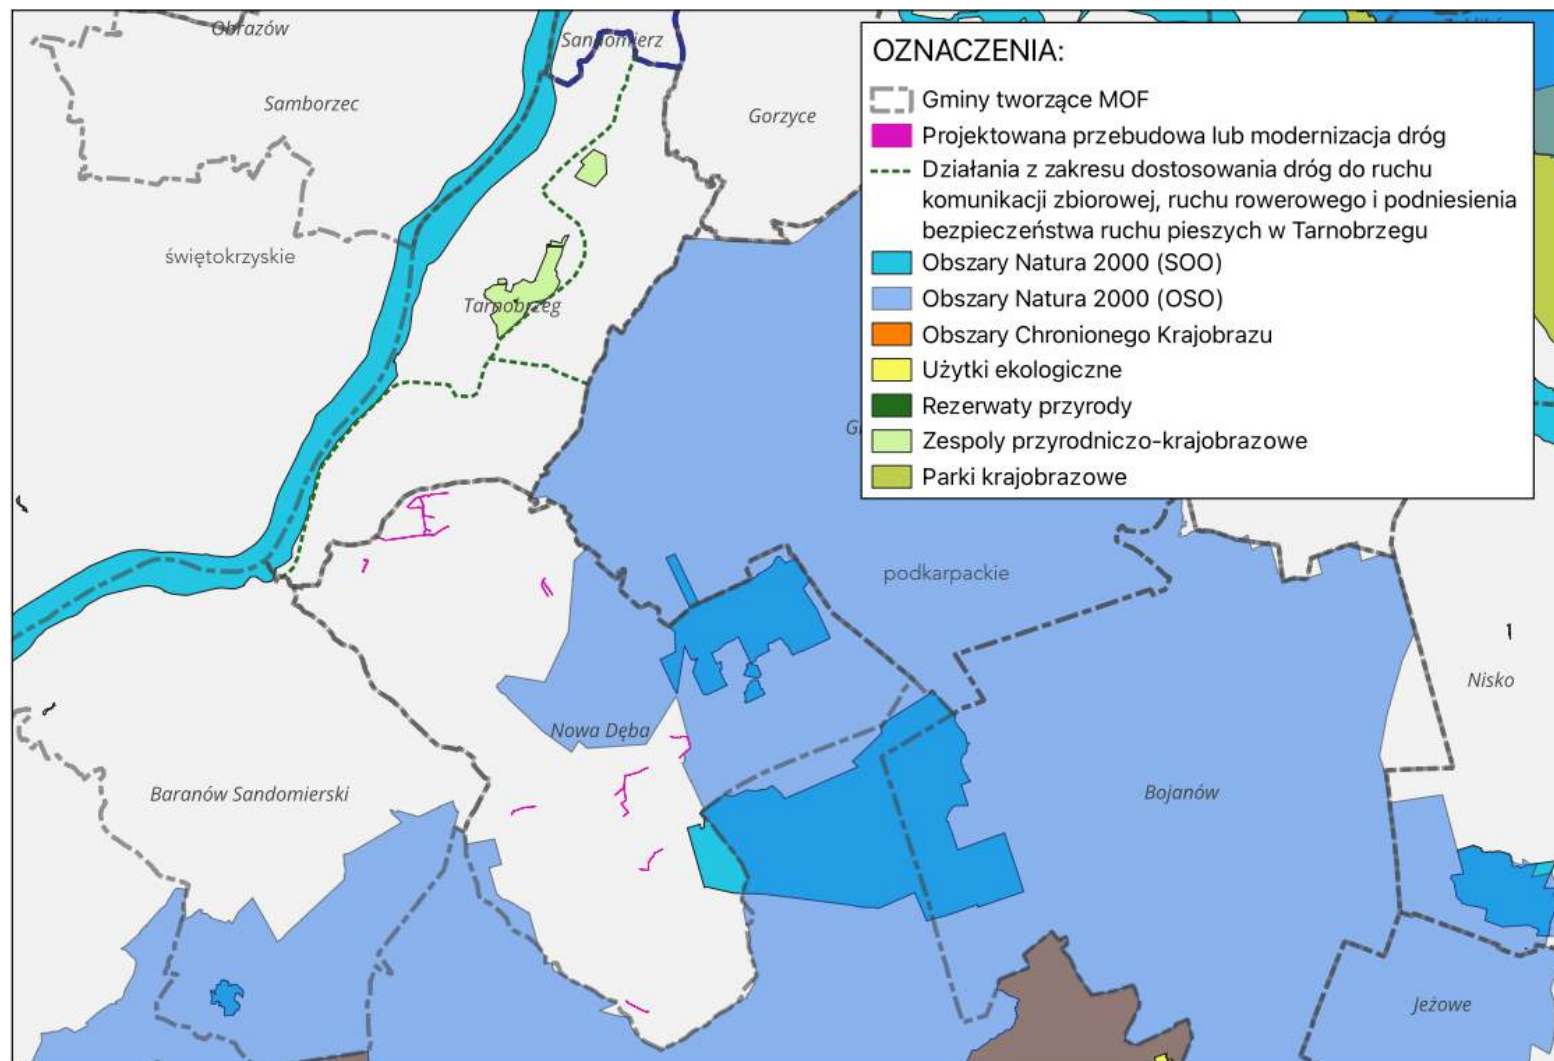 Obrazów
Sandomierz
Samborzec
Gorzyce
świętokrzyskie
Tarnobrzeg
OZNACZENIA:
Gminy tworzące MOF
Projektowana przebudowa lub modernizacja dróg
Działania z zakresu dostosowania dróg do ruchu
komunikacji zbiorowej, ruchu rowerowego i podniesienia
bezpieczeństwa ruchu pieszych w Tarnobrzegu
Obszary Natura 2000 (SOO)
Obszary Natura 2000 (OSO)
Obszary Chronionego Krajobrazu
Użytki ekologiczne
Rezerwaty przyrody
Zespoly przyrodniczo-krajobrazowe
Parki krajobrazowe
podkarpackie
Nisko
Nowa Dęba
Baranów Sandomierski
Bojanów
Jeżowe